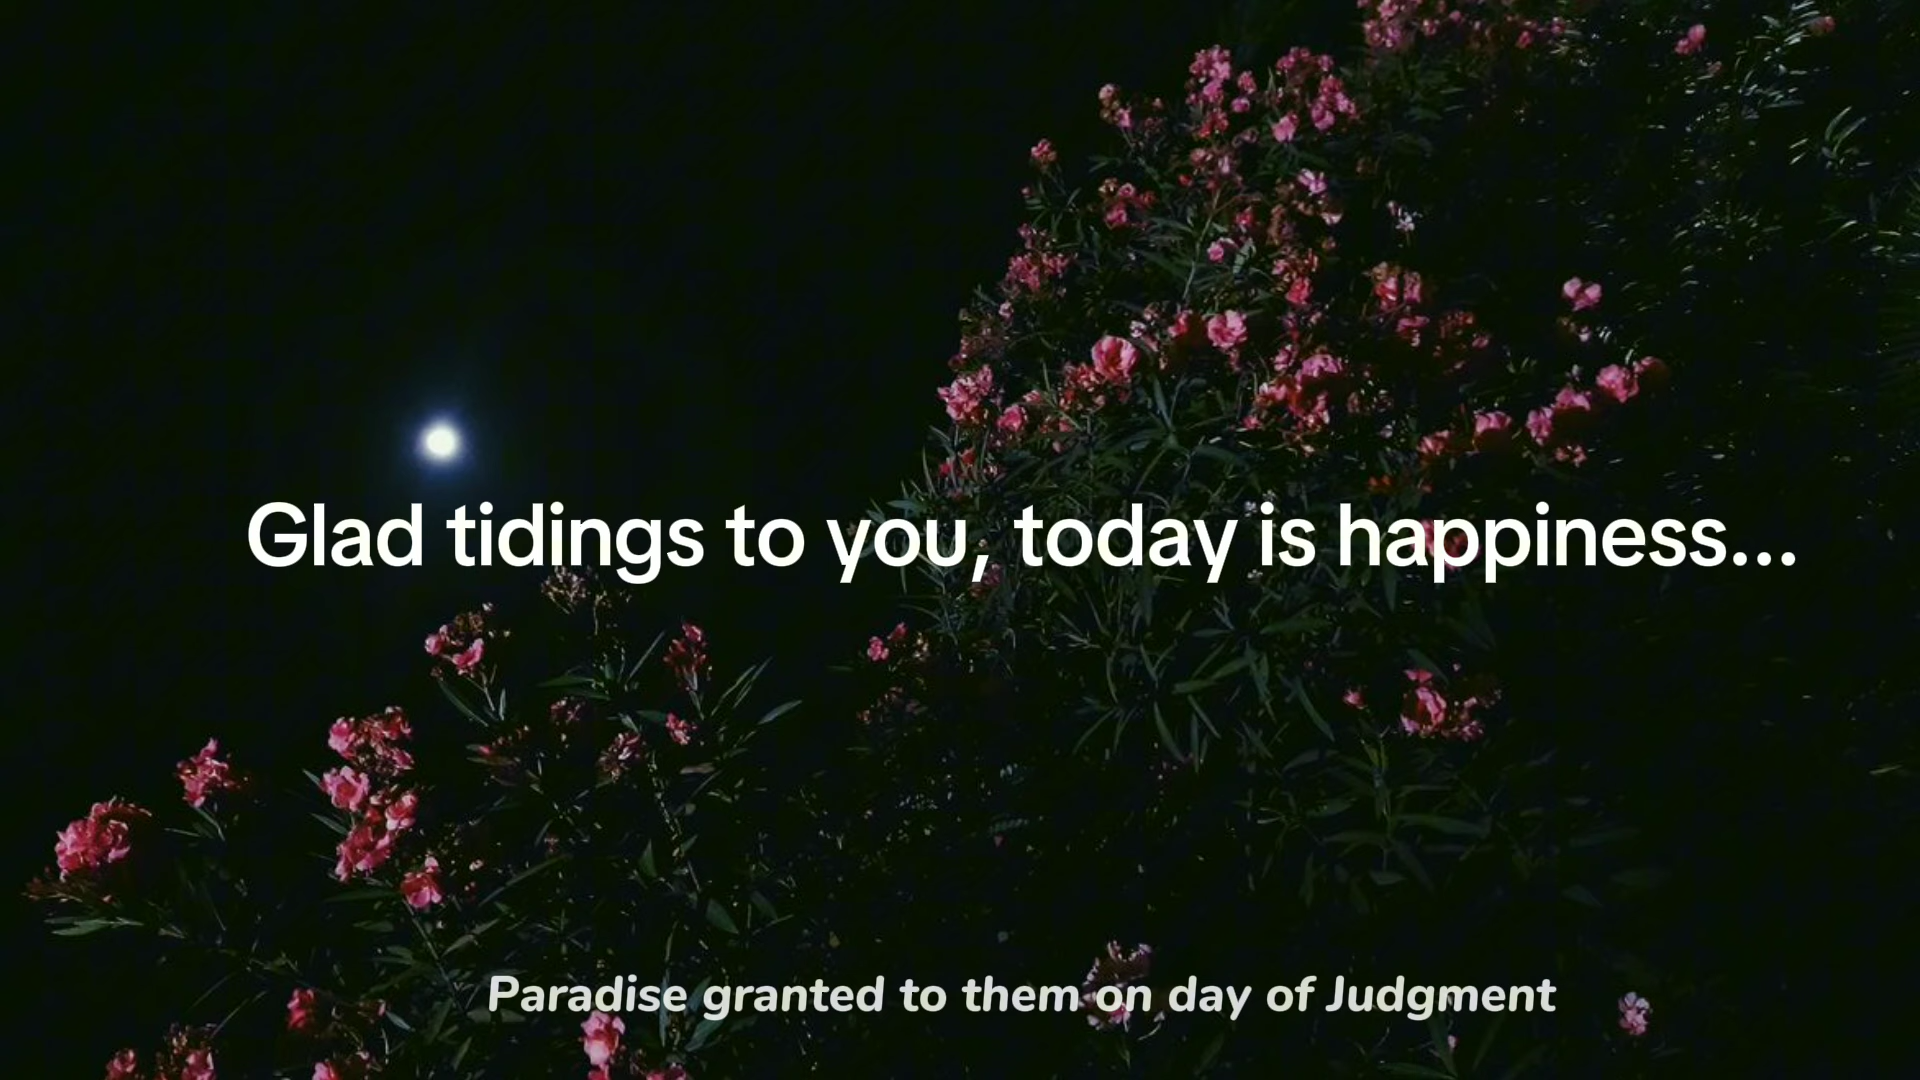 Glad tidings to you, today is happiness...
Paradise granted to them on day of Judgment